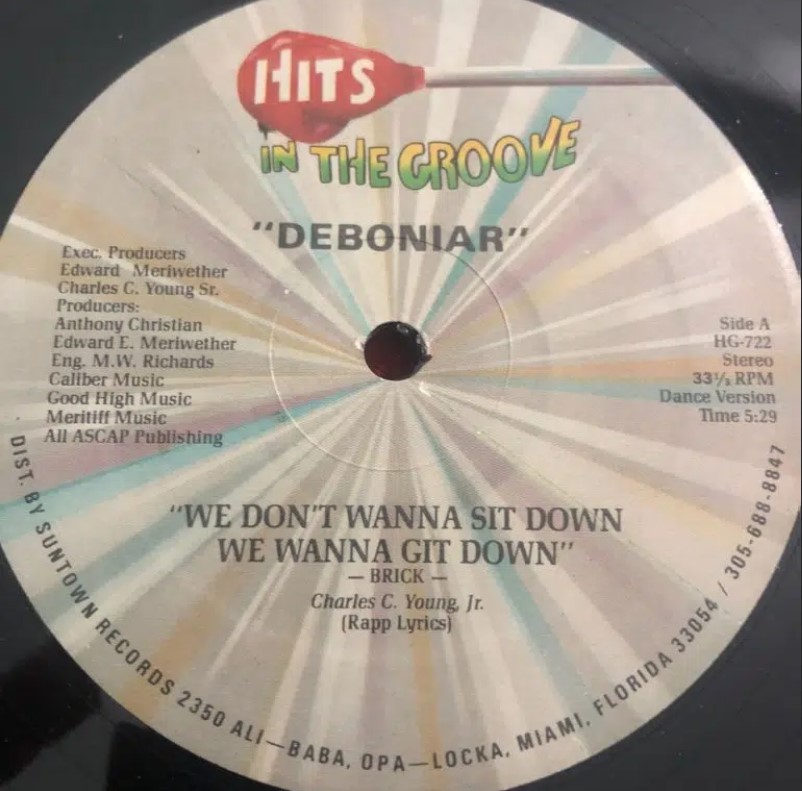 HITS
IN THE GROOVE
"DEBONIAR"
Exec. Producers
Edward Meriwether
Charles C. Young Sr.
Producers:
Anthony Christian
Edward E. Meriwether
Eng. M.W. Richards
Caliber Music
Good High Music
Meritiff Music
All ASCAP Publishing
Side A
HG-722
Stereo
33⅓ RPM
Dance Version
Time 5:29
"WE DON'T WANNA SIT DOWN
WE WANNA GIT DOWN"
— BRICK —
Charles C. Young, Jr.
(Rapp Lyrics)
DIST. BY SUNTOWN RECORDS 2350 ALI—BABA, OPA—LOCKA, MIAMI, FLORIDA 33054 / 305-688-8847